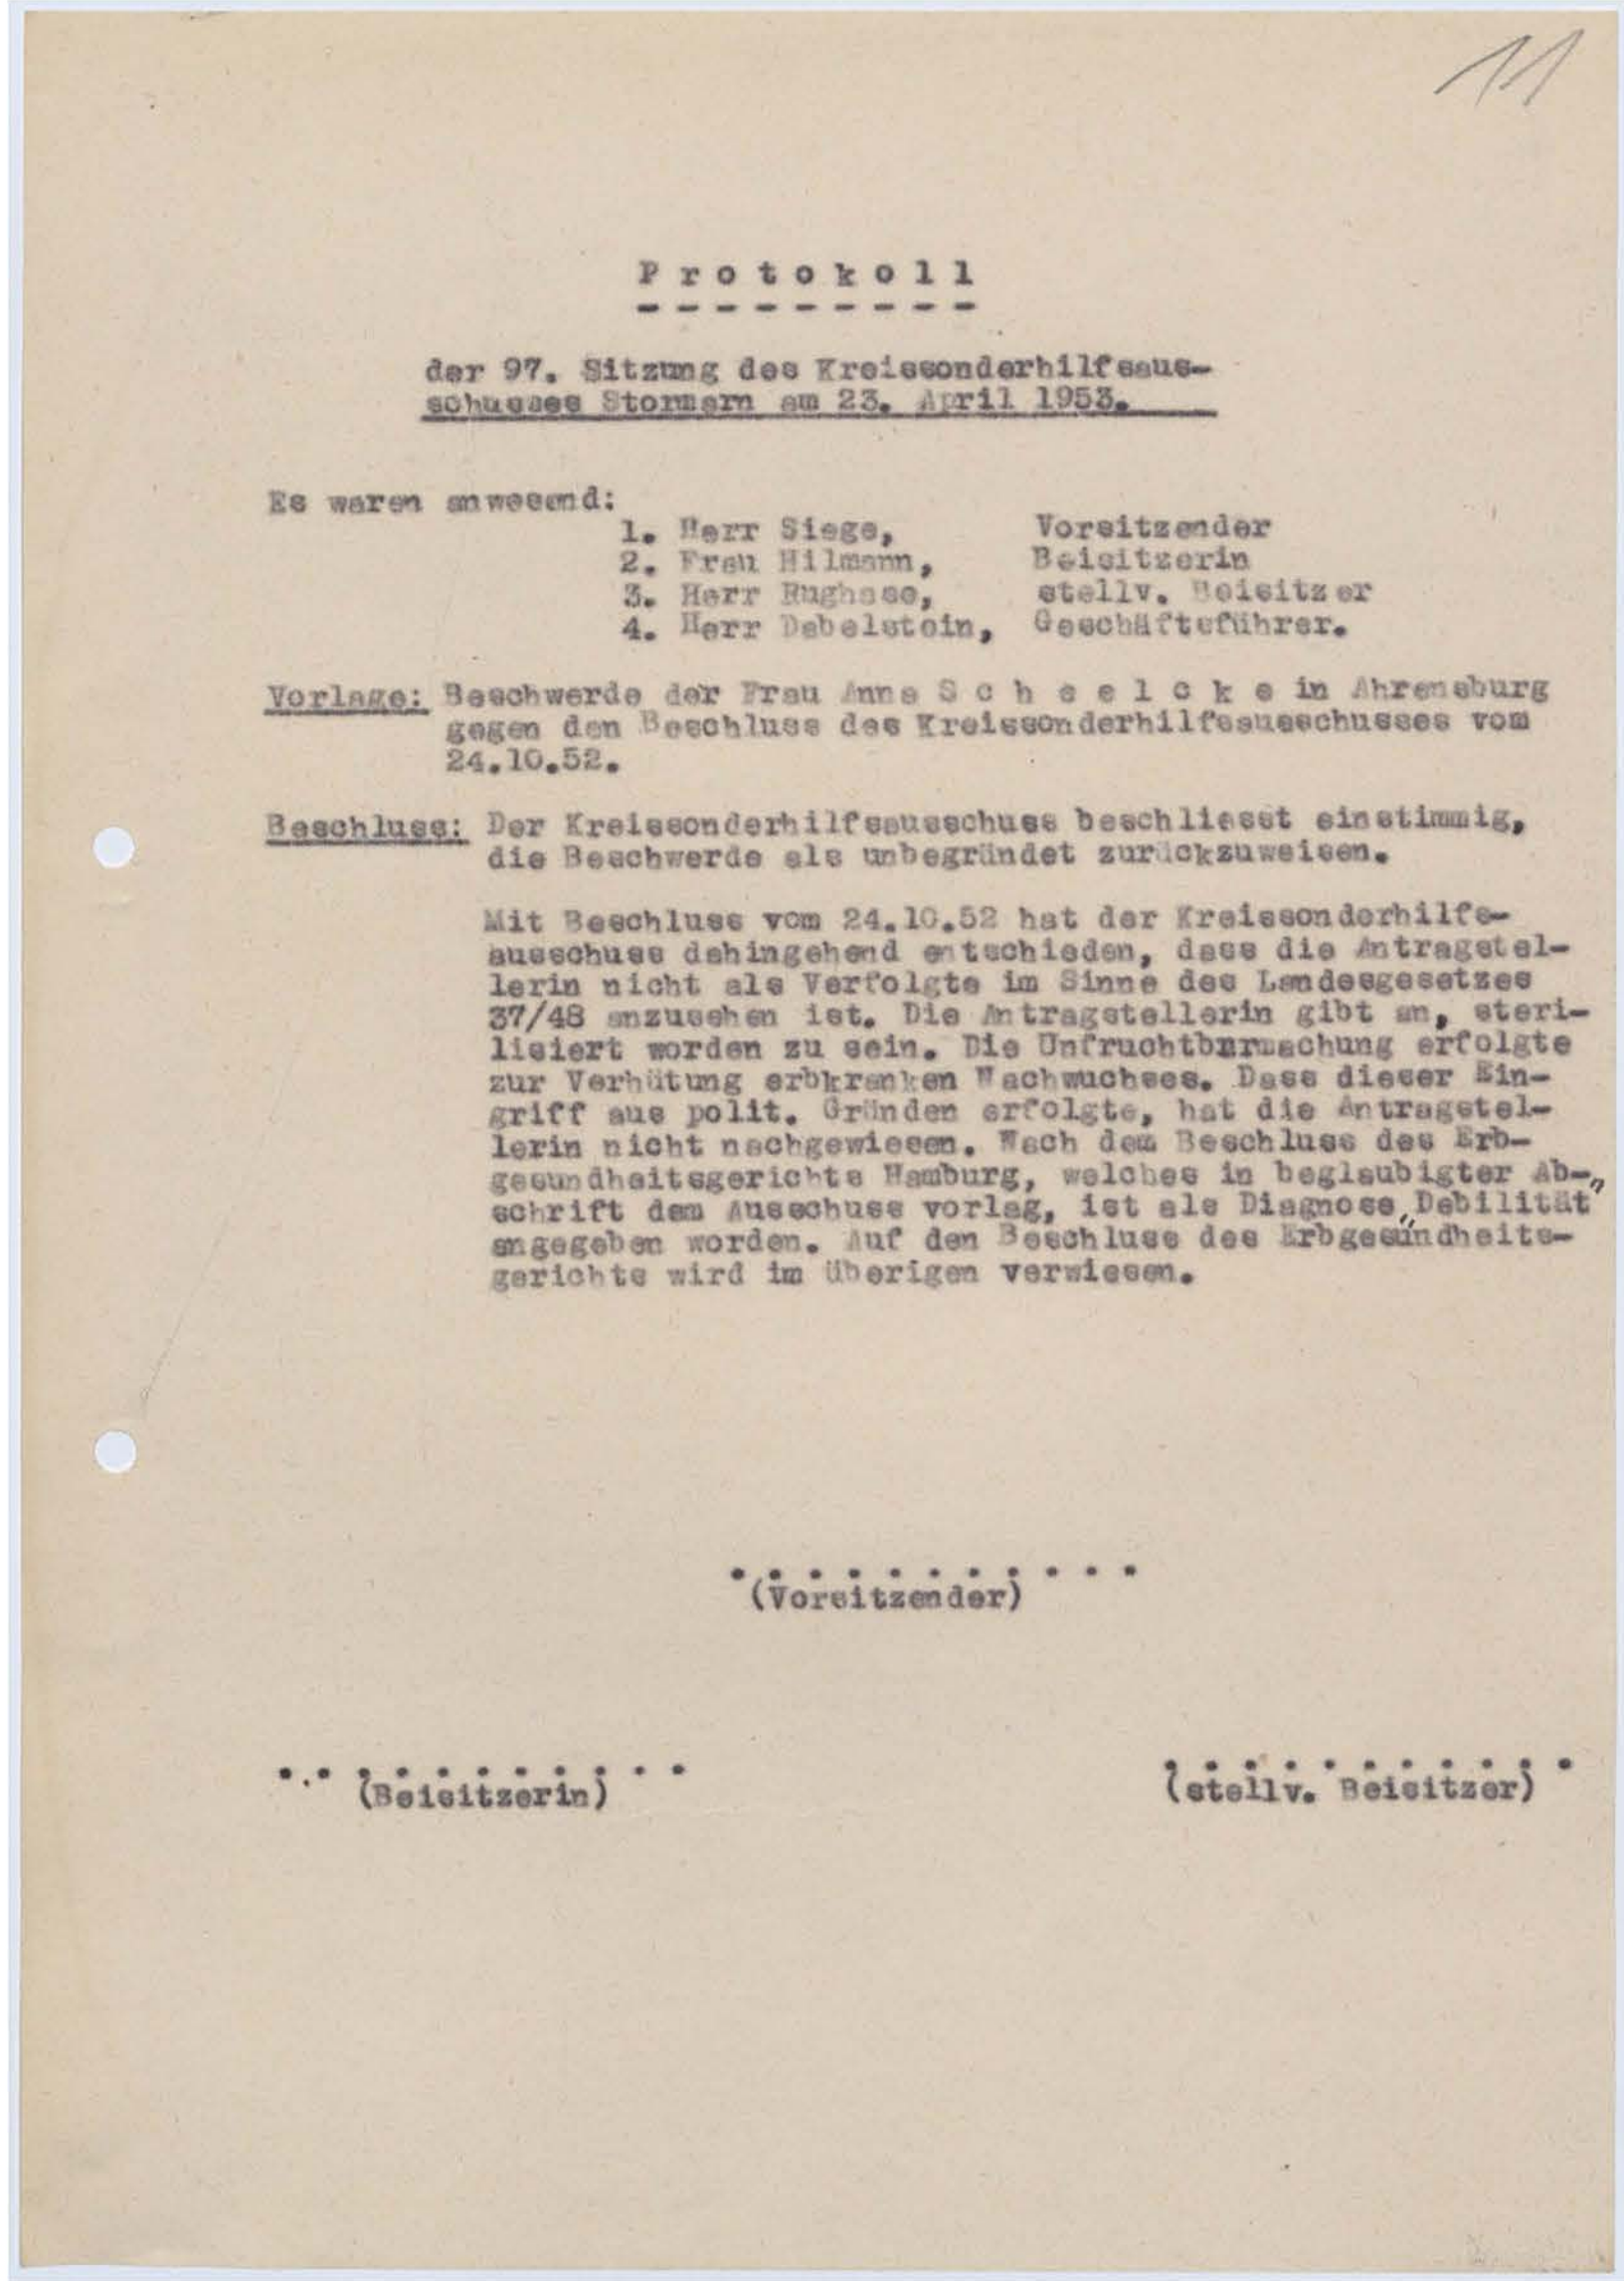 11
P r o t o k o l l
- - - - - - - - -
der 97. Sitzung des Kreissonderhilfsaus-
schusses Stormarn am 23. April 1953.
Es waren anwesend:
1. Herr Siege, Vorsitzender
2. Frau Hilmann, Beisitzerin
3. Herr Rughase, stellv. Beisitzer
4. Herr Dabelstein, Geschäftsführer.
Vorlage: Beschwerde der Frau Anne S c h e e l c k e in Ahrensburg
gegen den Beschluss des Kreissonderhilfsausschusses vom
24.10.52.
Beschluss: Der Kreissonderhilfsausschuss beschliesst einstimmig,
die Beschwerde als unbegründet zurückzuweisen.
Mit Beschluss vom 24.10.52 hat der Kreissonderhilfs-
ausschuss dahingehend entschieden, dass die Antragstel-
lerin nicht als Verfolgte im Sinne des Landesgesetzes
37/48 anzusehen ist. Die Antragstellerin gibt an, steri-
lisiert worden zu sein. Die Unfruchtbarmachung erfolgte
zur Verhütung erbkranken Nachwuchses. Dass dieser Ein-
griff aus polit. Gründen erfolgte, hat die Antragstel-
lerin nicht nachgewiesen. Nach dem Beschluss des Erb-
gesundheitsgerichts Hamburg, welches in beglaubigter Ab-
schrift dem Ausschuss vorlag, ist als Diagnose „Debilität"
angegeben worden. Auf den Beschluss des Erbgesundheits-
gerichts wird im überigen verwiesen.
. . . . . . . . . . .
(Vorsitzender)
. . . . . . . . . . .
(Beisitzerin)
. . . . . . . . . . .
(stellv. Beisitzer)